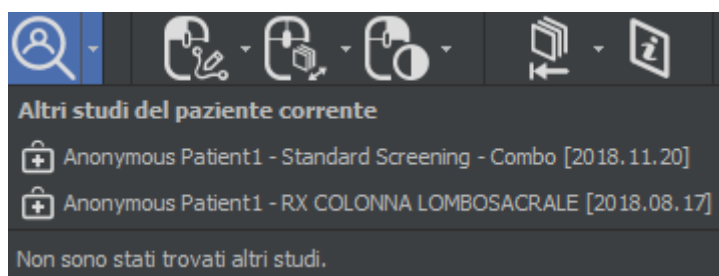 Altri studi del paziente corrente
Anonymous Patient1 - Standard Screening - Combo [2018.11.20]
Anonymous Patient1 - RX COLONNA LOMBOSACRALE [2018.08.17]
Non sono stati trovati altri studi.